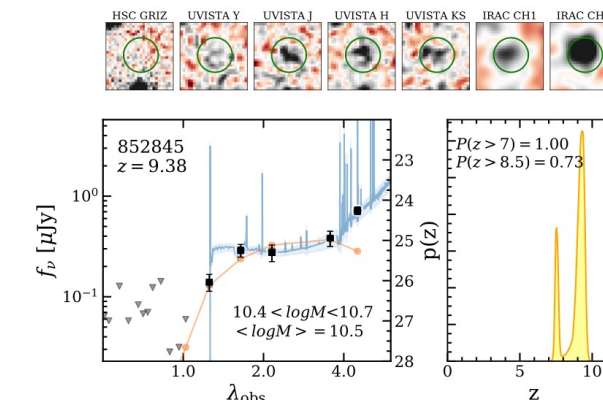 HSC GRIZ UVISTA Y UVISTA J UVISTA H UVISTA KS IRAC CH1 IRAC CH
852845
z = 9.38
10.4 < logM < 10.7
< logM > = 10.5
10⁰
10⁻¹
f_ν [μJy]
1.0 2.0 4.0
λ_obs
23
24
25
26
27
28
P(z > 7) = 1.00
P(z > 8.5) = 0.73
p(z)
0 5 10
z